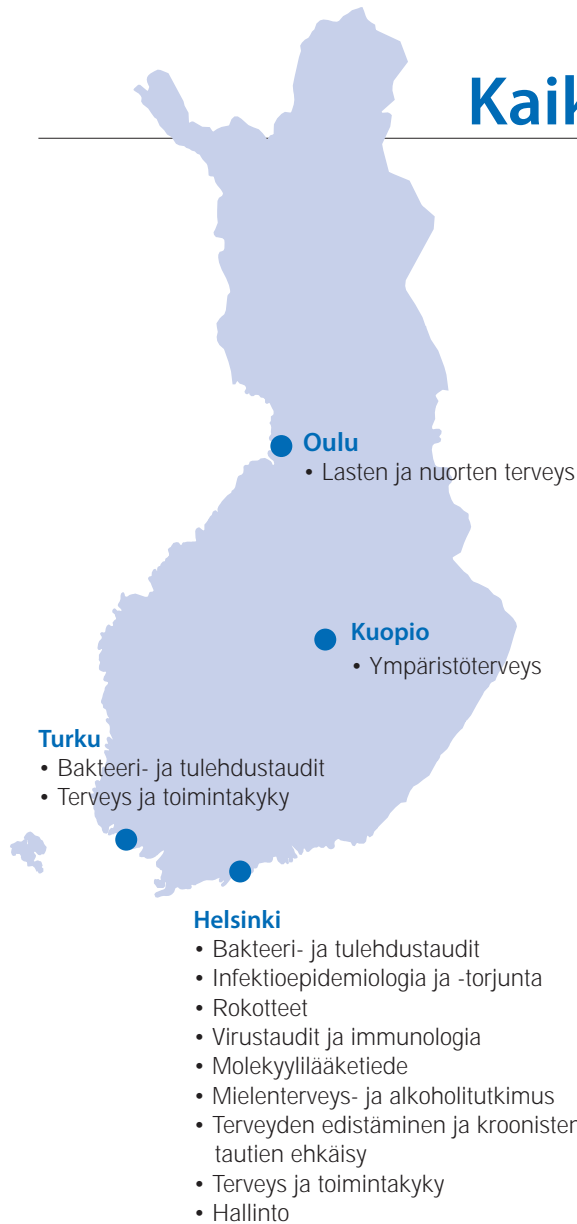 Kaik
Oulu
• Lasten ja nuorten terveys
Kuopio
• Ympäristöterveys
Turku
• Bakteeri- ja tulehdustaudit
• Terveys ja toimintakyky
Helsinki
• Bakteeri- ja tulehdustaudit
• Infektioepidemiologia ja -torjunta
• Rokotteet
• Virustaudit ja immunologia
• Molekyylilääketiede
• Mielenterveys- ja alkoholitutkimus
• Terveyden edistäminen ja kroonisten
tautien ehkäisy
• Terveys ja toimintakyky
• Hallinto